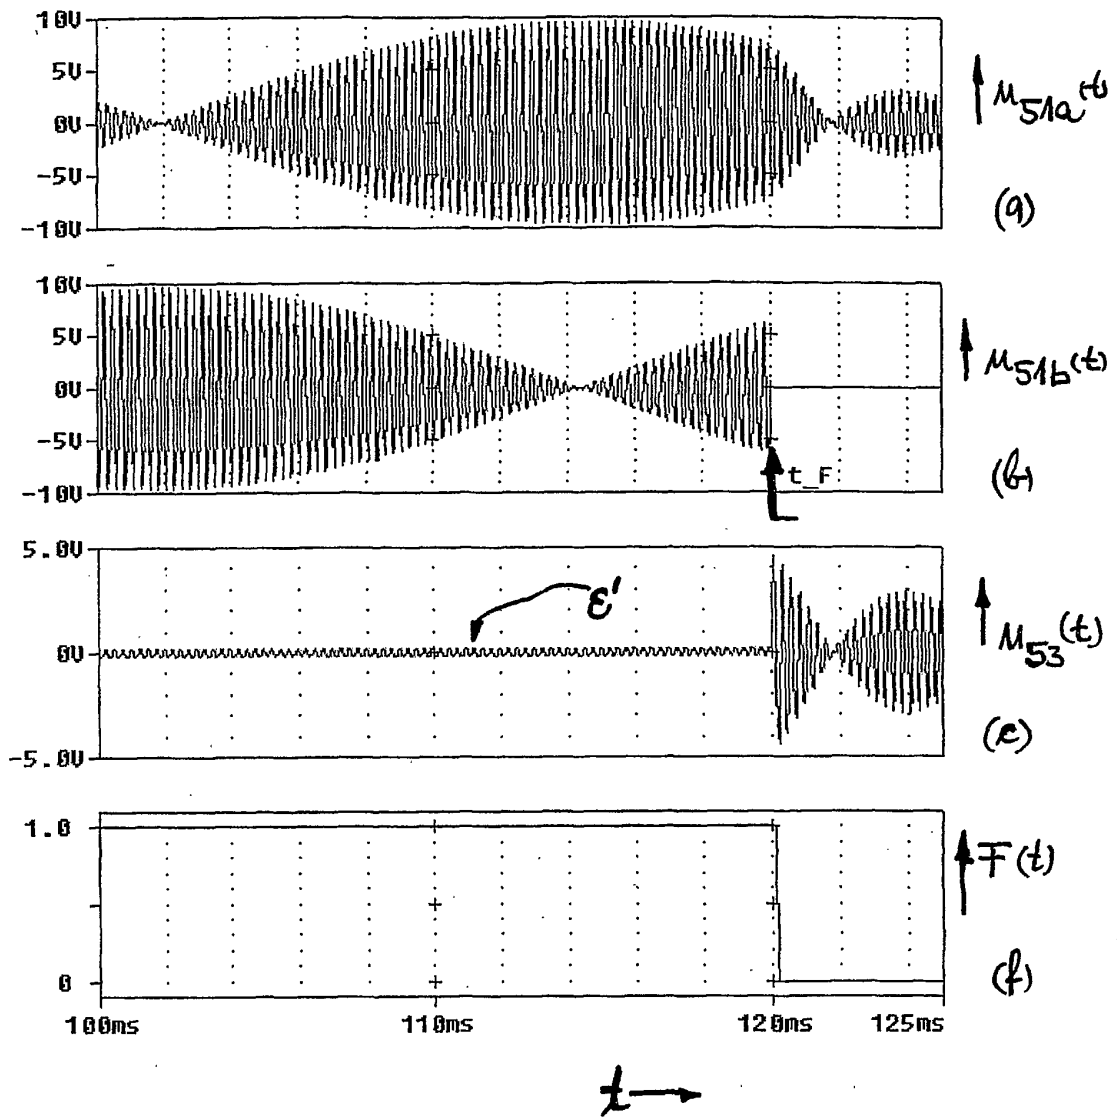 10V
5V
0V
-5V
-10V
u51a(t)
(a)
10V
5V
0V
-5V
-10V
u51b(t)
t_F
(b)
5.0V
0V
-5.0V
ε'
u53(t)
(e)
1.0
0
F(t)
(f)
100ms 110ms 120ms 125ms
t